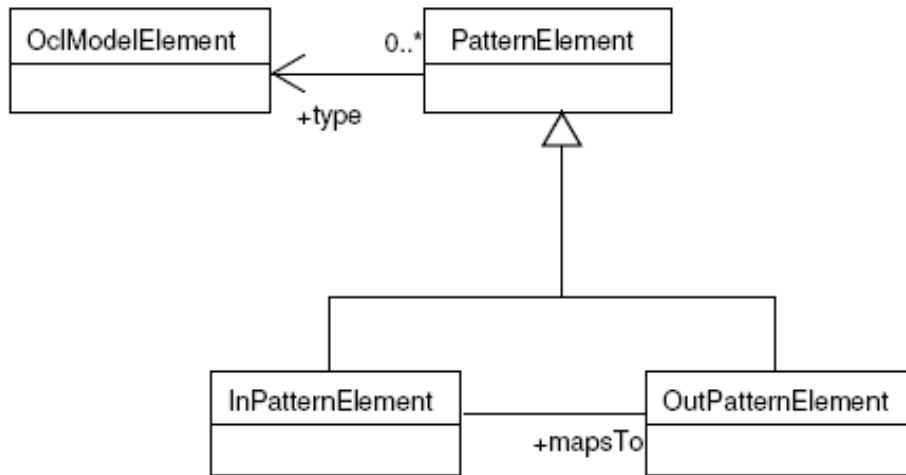 OclModelElement
0..*
PatternElement
+type
InPatternElement
OutPatternElement
+mapsTo